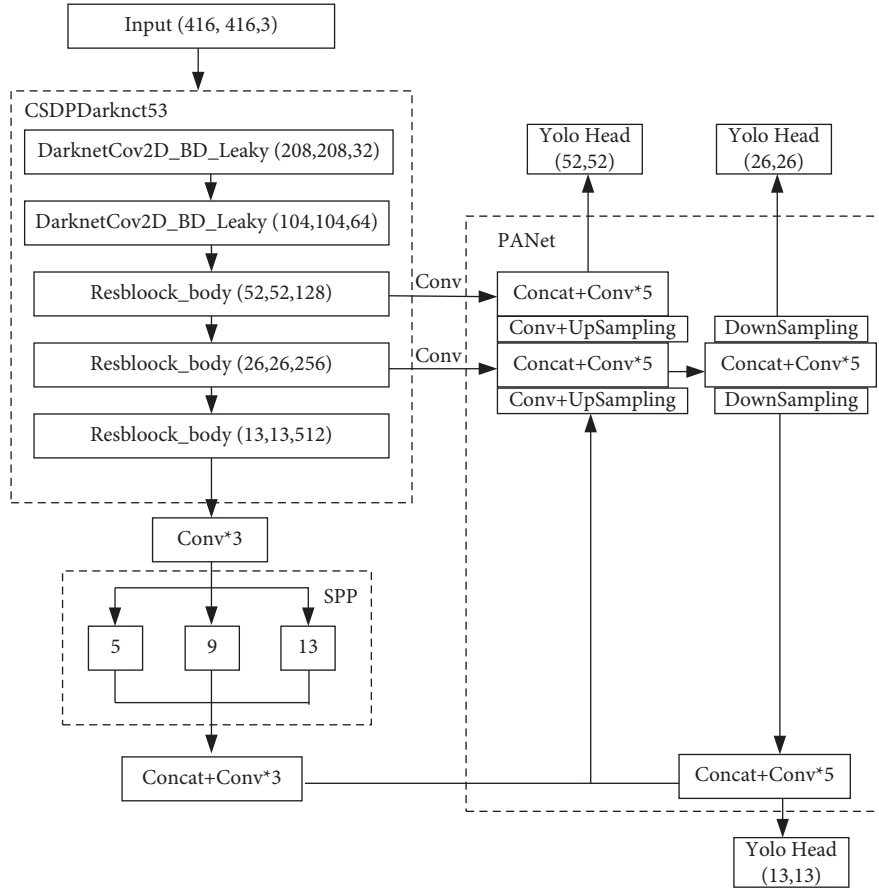 Input (416, 416,3)
CSDPDarknct53
DarknetCov2D_BD_Leaky (208,208,32)
DarknetCov2D_BD_Leaky (104,104,64)
Resbloock_body (52,52,128)
Resbloock_body (26,26,256)
Resbloock_body (13,13,512)
Conv*3
SPP
5
9
13
Concat+Conv*3
Conv
Conv
Yolo Head
(52,52)
Yolo Head
(26,26)
PANet
Concat+Conv*5
Conv+UpSampling
Concat+Conv*5
Conv+UpSampling
DownSampling
Concat+Conv*5
DownSampling
Concat+Conv*5
Yolo Head
(13,13)